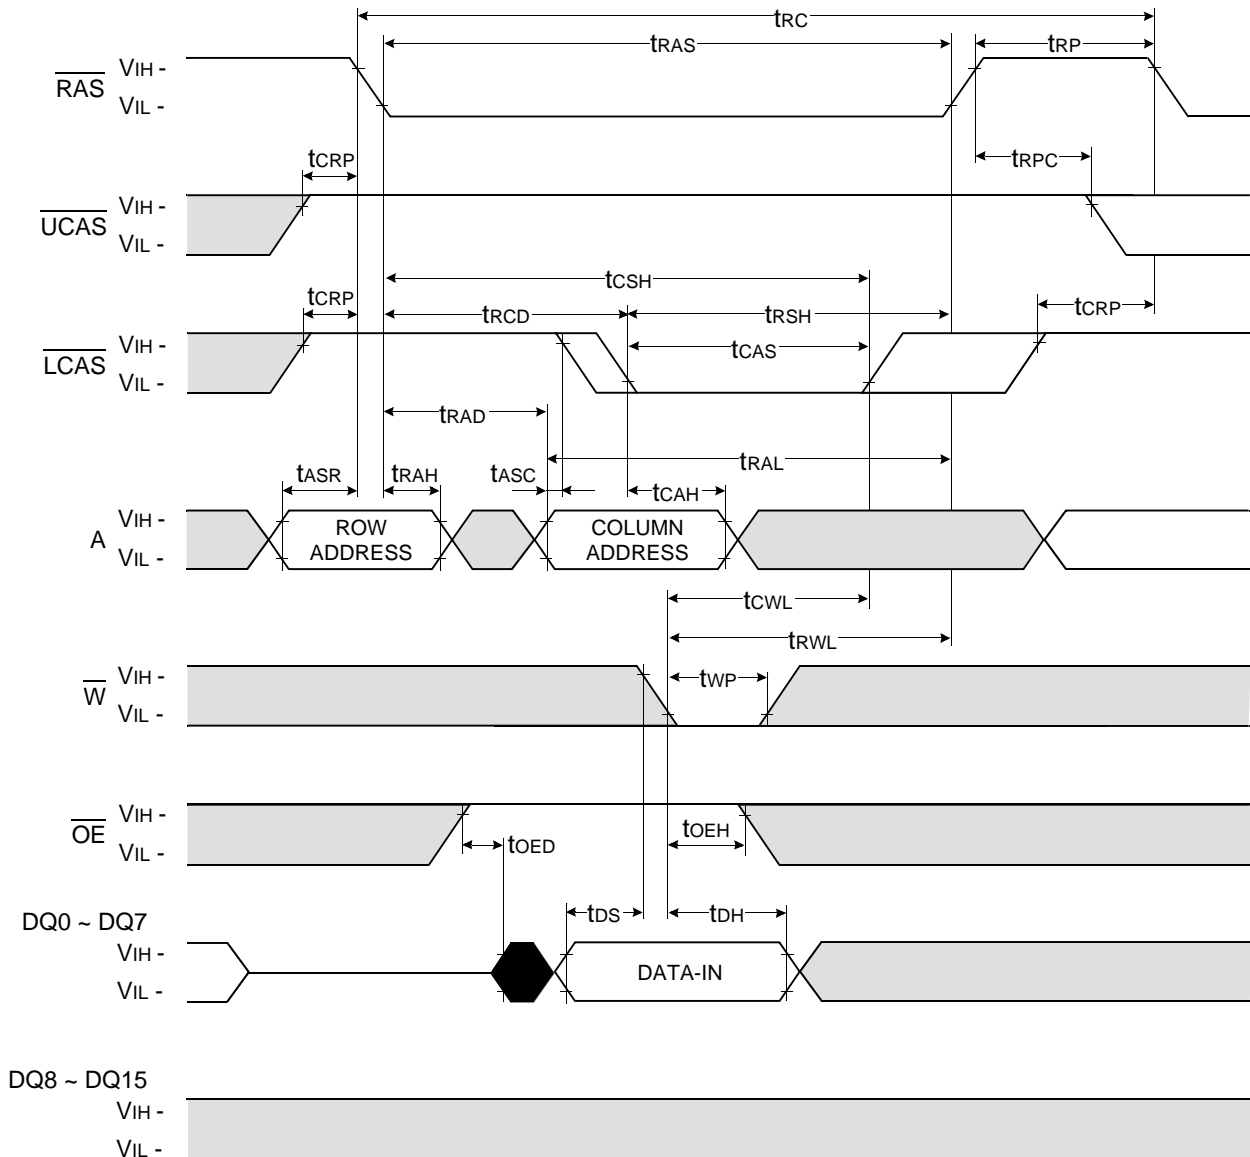 tRC
tRAS
tRP
RAS
VIH -
VIL -
tCRP
tRPC
UCAS
VIH -
VIL -
tCSH
tCRP
tRCD
tRSH
tCRP
LCAS
VIH -
VIL -
tCAS
tRAD
tRAL
tASR
tRAH
tASC
tCAH
A
VIH -
VIL -
ROW
ADDRESS
COLUMN
ADDRESS
tCWL
tRWL
W
VIH -
VIL -
tWP
OE
VIH -
VIL -
tOED
tOEH
DQ0 ~ DQ7
VIH -
VIL -
tDS
tDH
DATA-IN
DQ8 ~ DQ15
VIH -
VIL -